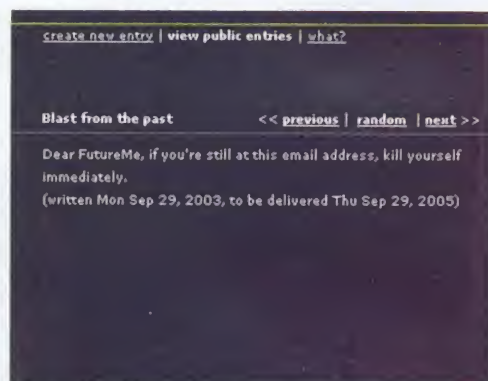 create new entry | view public entries | what?
Blast from the past << previous | random | next >>
Dear FutureMe, if you're still at this email address, kill yourself
immediately.
(written Mon Sep 29, 2003, to be delivered Thu Sep 29, 2005)